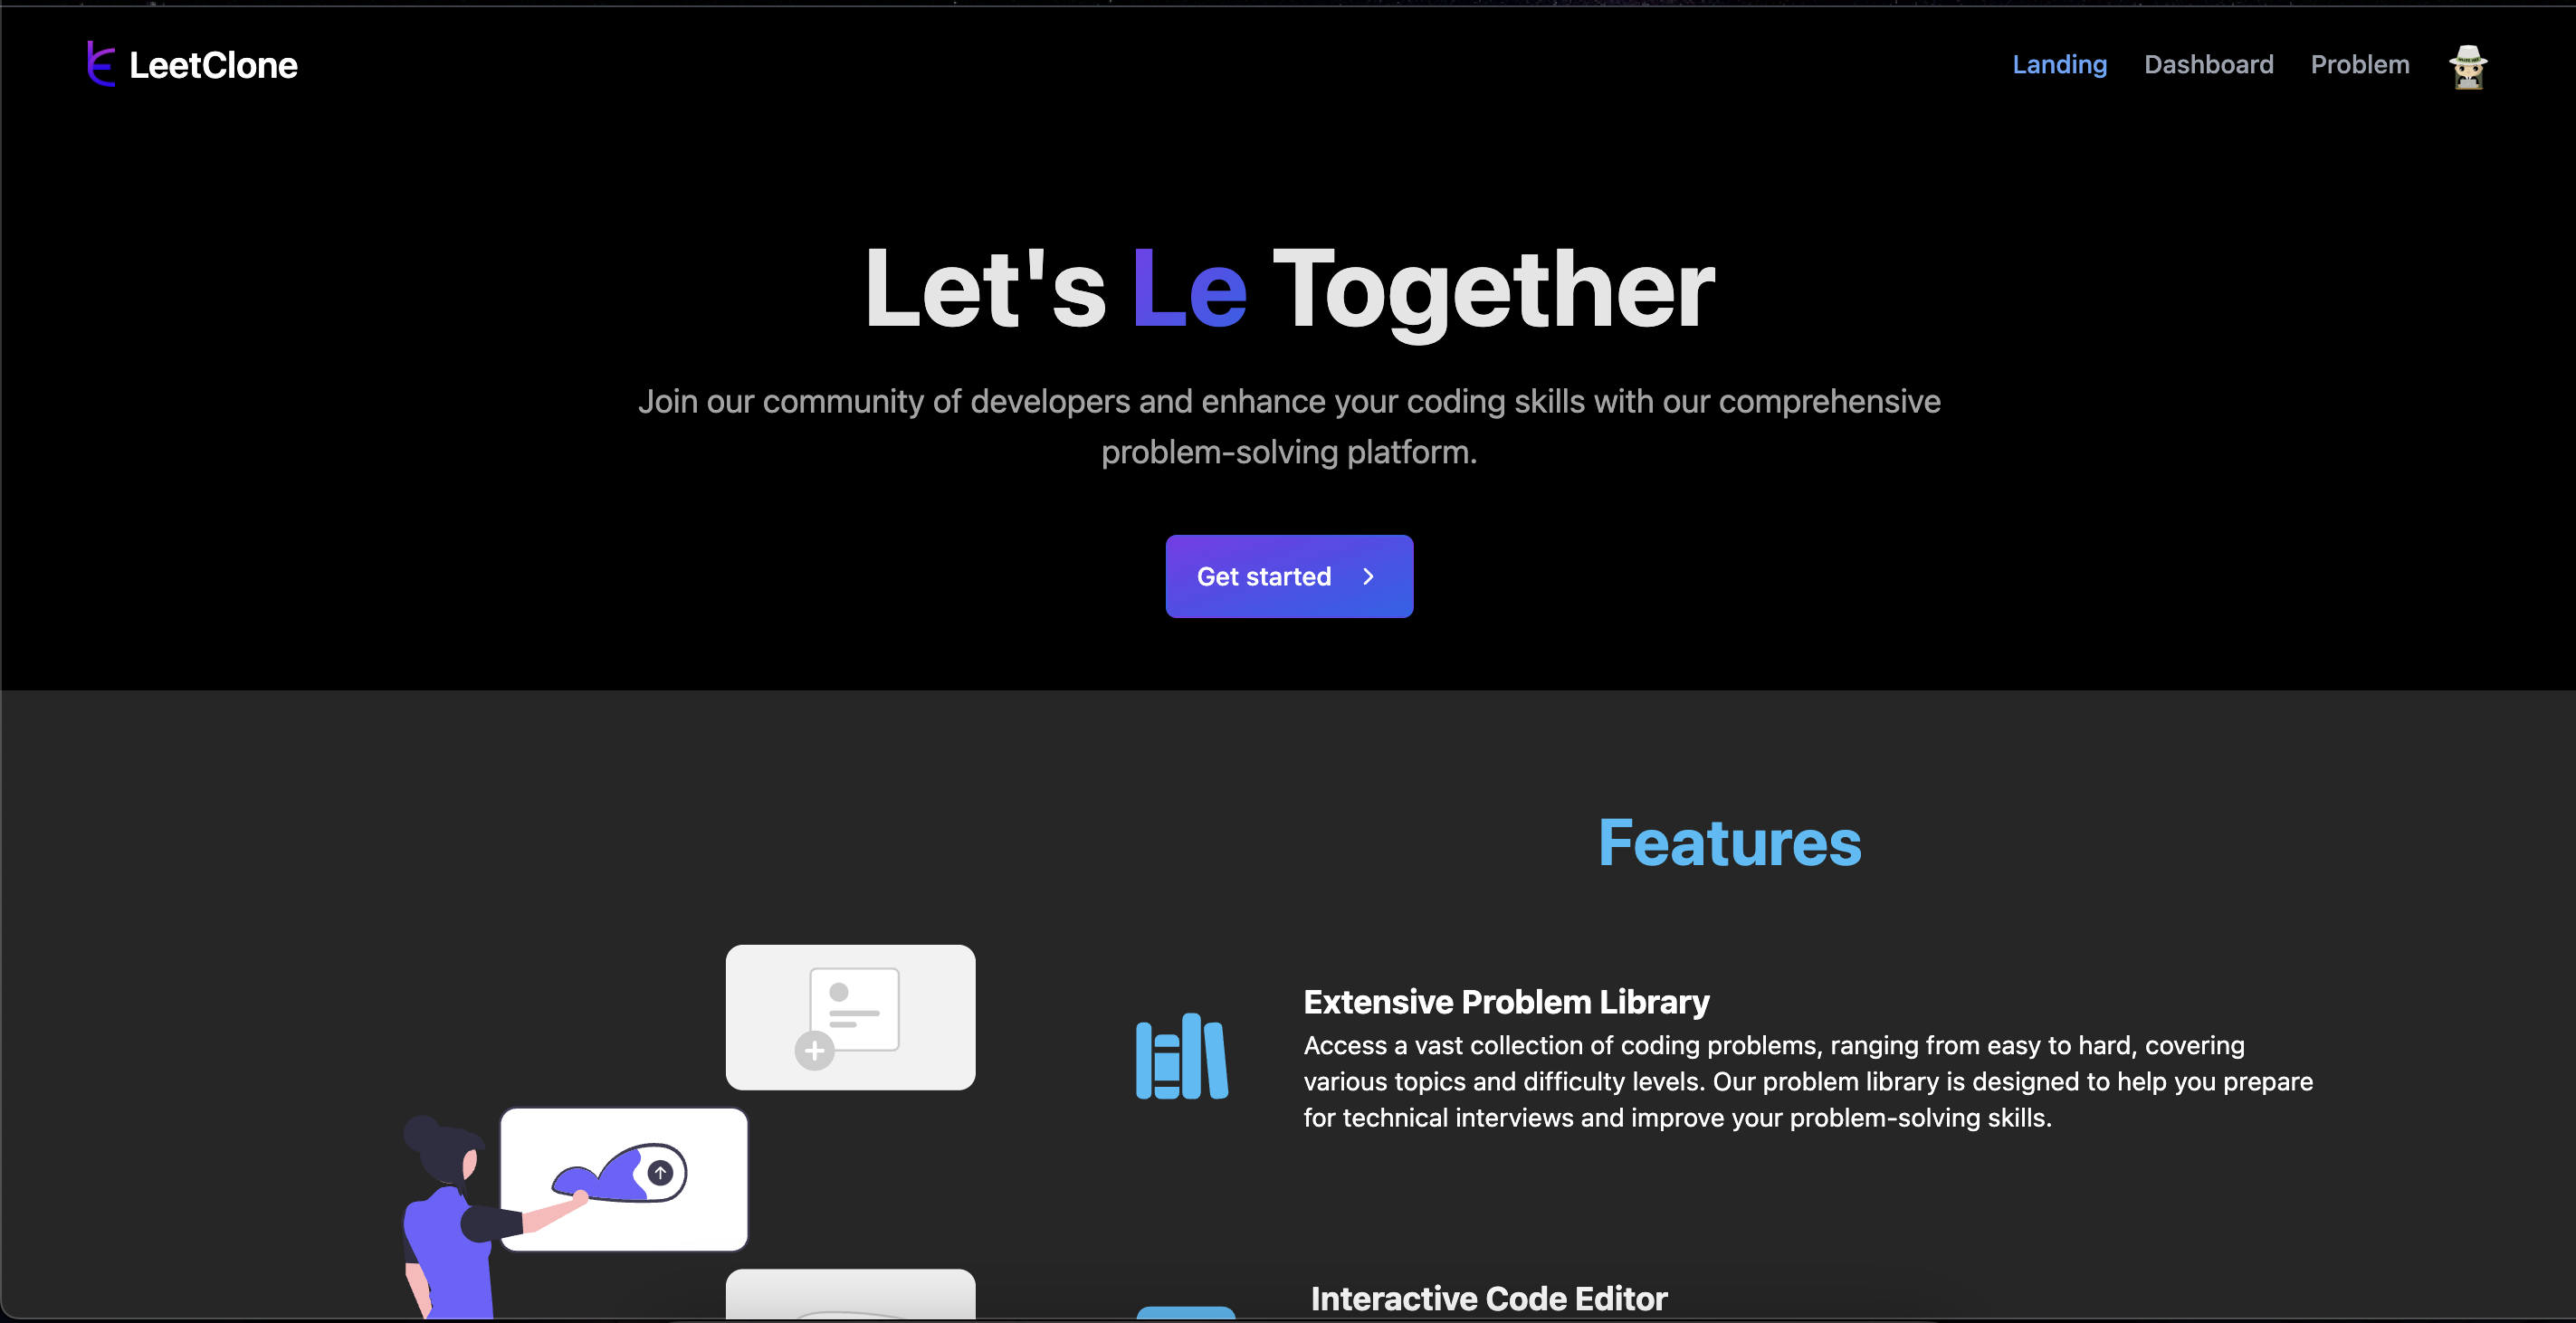 LeetClone
Landing Dashboard Problem
Let's Le Together
Join our community of developers and enhance your coding skills with our comprehensive
problem-solving platform.
Get started
Features
Extensive Problem Library
Access a vast collection of coding problems, ranging from easy to hard, covering
various topics and difficulty levels. Our problem library is designed to help you prepare
for technical interviews and improve your problem-solving skills.
Interactive Code Editor